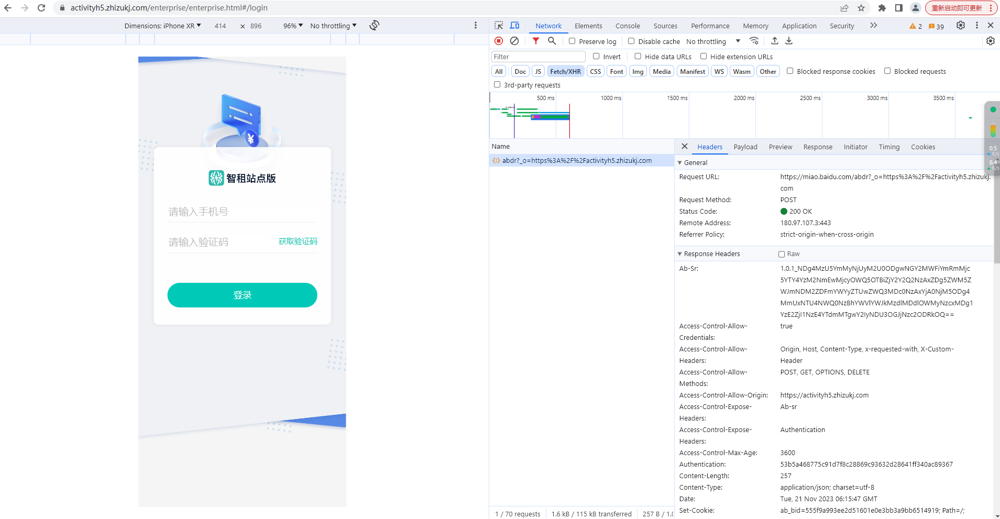 activityh5.zhizukj.com/enterprise/enterprise.html#/login
重新启动即可更新
Dimensions: iPhone XR 414 × 896 96% No throttling
Network Elements Console Sources Performance Memory Application Security 2 39
Preserve log Disable cache No throttling
Filter Invert Hide data URLs Hide extension URLs
All Doc JS Fetch/XHR CSS Font Img Media Manifest WS Wasm Other Blocked response cookies Blocked requests
3rd-party requests
500 ms 1000 ms 1500 ms 2000 ms 2500 ms 3000 ms 3500 ms
Name
abdr?_o=https%3A%2F%2Factivityh5.zhizukj.com
Headers Payload Preview Response Initiator Timing Cookies
General
Request URL: https://miao.baidu.com/abdr?_o=https%3A%2F%2Factivityh5.zhizukj.
com
Request Method: POST
Status Code: 200 OK
Remote Address: 180.97.107.3:443
Referrer Policy: strict-origin-when-cross-origin
Response Headers Raw
Ab-Sr: 1.0.1_NDg4MzU5YmMyNjUyM2U0ODgwNGY2MWFiYmRmMjc
5YTY4YzM2NmEwMjcyOWQ5OTBiZjY2Y2Q2NzAxZDg5ZWM5Z
WJmNDM2ZDFmYWYyZTUwZWQ3MDc0NzAxYjA0NjM5ODg4
MmUxNTU4NWQ0NzBhYWVlYWJkMzdlMDdlOWMyNzcxMDg1
YzE2ZjI1NzE4YTdmMTgwY2IyNDU3OGJjNzc2ODRkOQ==
Access-Control-Allow- true
Credentials:
Access-Control-Allow- Origin, Host, Content-Type, x-requested-with, X-Custom-
Headers: Header
Access-Control-Allow- POST, GET, OPTIONS, DELETE
Methods:
Access-Control-Allow-Origin: https://activityh5.zhizukj.com
Access-Control-Expose- Ab-sr
Headers:
Access-Control-Expose- Authentication
Headers:
Access-Control-Max-Age: 3600
Authentication: 53b5a468775c91d7f8c28869c93632d28641ff340ac89367
Content-Length: 257
Content-Type: application/json; charset=utf-8
Date: Tue, 21 Nov 2023 06:15:47 GMT
Set-Cookie: ab_bid=555f9a993ee2d51601e0e3bb3a9bb6514919; Path=/;
1 / 70 requests 1.6 kB / 115 kB transferred 257 B / 1.0
0.5
K/s
8.4
K/s
¥
智租站点版
请输入手机号
请输入验证码 获取验证码
登录